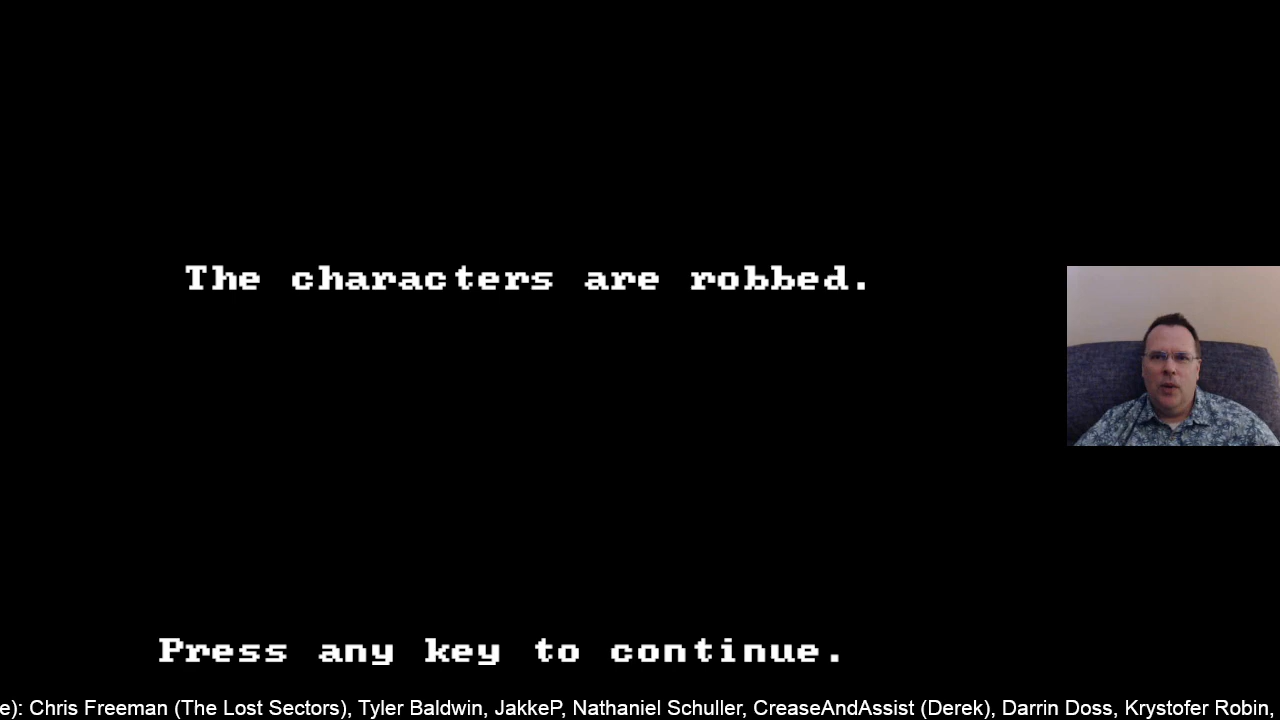 The characters are robbed.
Press any key to continue.
e): Chris Freeman (The Lost Sectors), Tyler Baldwin, JakkeP, Nathaniel Schuller, CreaseAndAssist (Derek), Darrin Doss, Krystofer Robin,